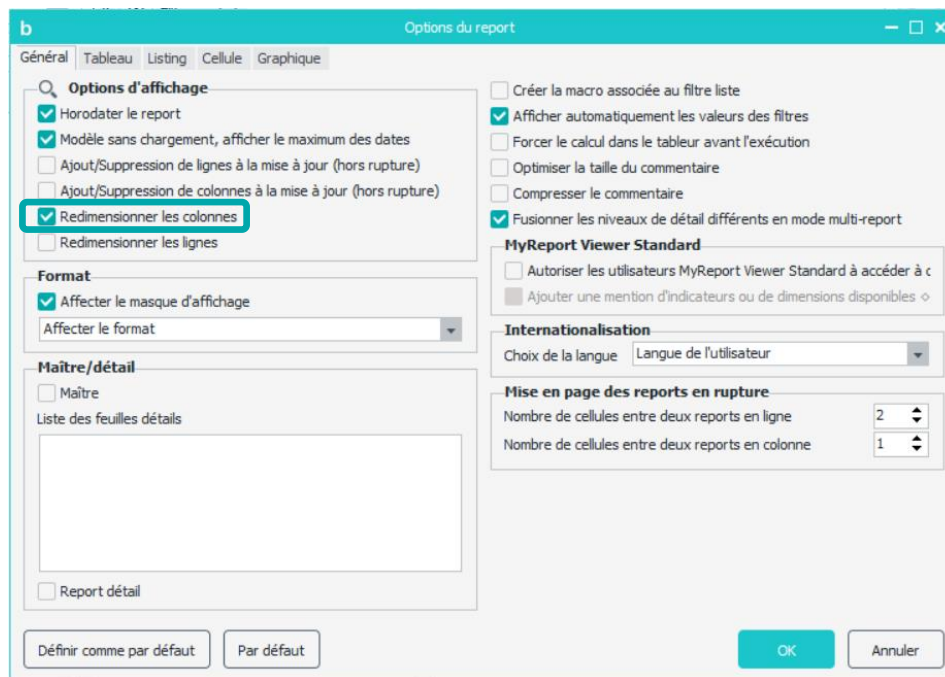 b
Options du report
Général Tableau Listing Cellule Graphique
Options d'affichage
Horodater le report
Modèle sans chargement, afficher le maximum des dates
Ajout/Suppression de lignes à la mise à jour (hors rupture)
Ajout/Suppression de colonnes à la mise à jour (hors rupture)
Redimensionner les colonnes
Redimensionner les lignes
Format
Affecter le masque d'affichage
Affecter le format
Maître/détail
Maître
Liste des feuilles détails
Report détail
Créer la macro associée au filtre liste
Afficher automatiquement les valeurs des filtres
Forcer le calcul dans le tableur avant l'exécution
Optimiser la taille du commentaire
Compresser le commentaire
Fusionner les niveaux de détail différents en mode multi-report
MyReport Viewer Standard
Autoriser les utilisateurs MyReport Viewer Standard à accéder à
Ajouter une mention d'indicateurs ou de dimensions disponibles
Internationalisation
Choix de la langue Langue de l'utilisateur
Mise en page des reports en rupture
Nombre de cellules entre deux reports en ligne 2
Nombre de cellules entre deux reports en colonne 1
Définir comme par défaut Par défaut OK Annuler